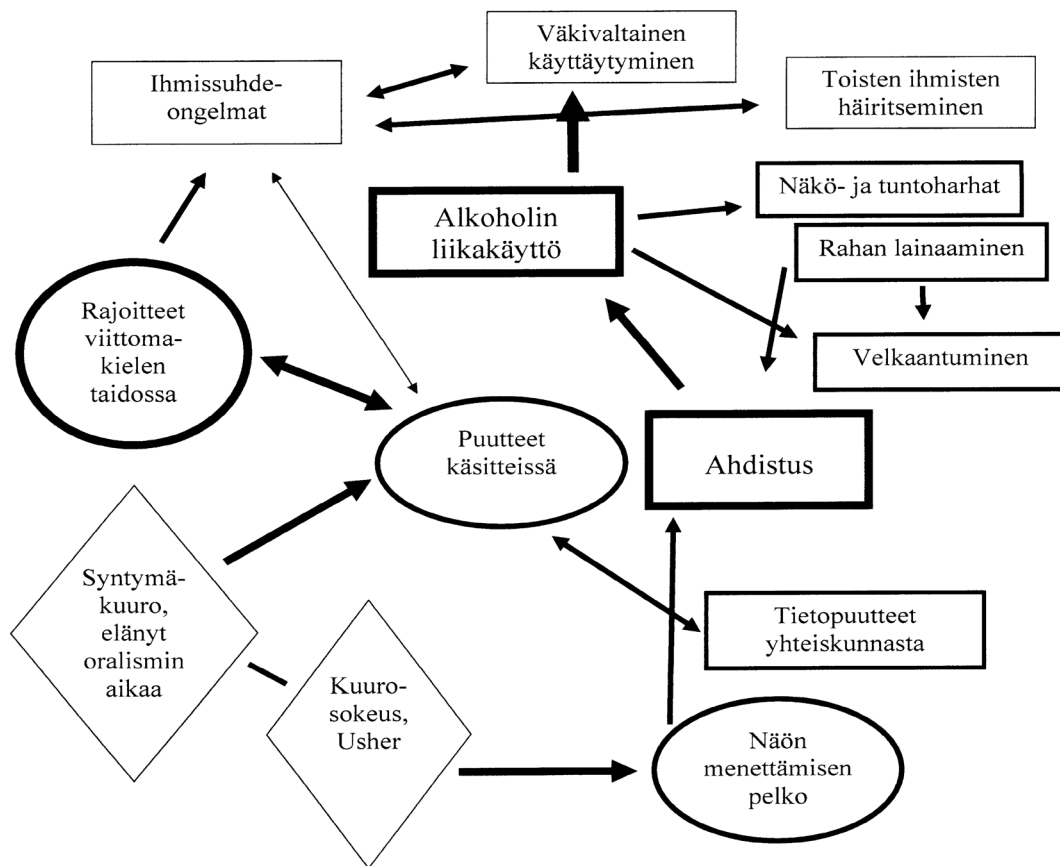 Väkivaltainen
käyttäytyminen
Ihmissuhde-
ongelmat
Toisten ihmisten
häiritseminen
Näkö- ja tuntoharhat
Alkoholin
liikakäyttö
Rahan lainaaminen
Rajoitteet
viittoma-
kielen
taidossa
Velkaantuminen
Puutteet
käsitteissä
Ahdistus
Syntymä-
kuuro,
elänyt
oralismin
aikaa
Tietopuutteet
yhteiskunnasta
Kuuro-
sokeus,
Usher
Näön
menettämisen
pelko